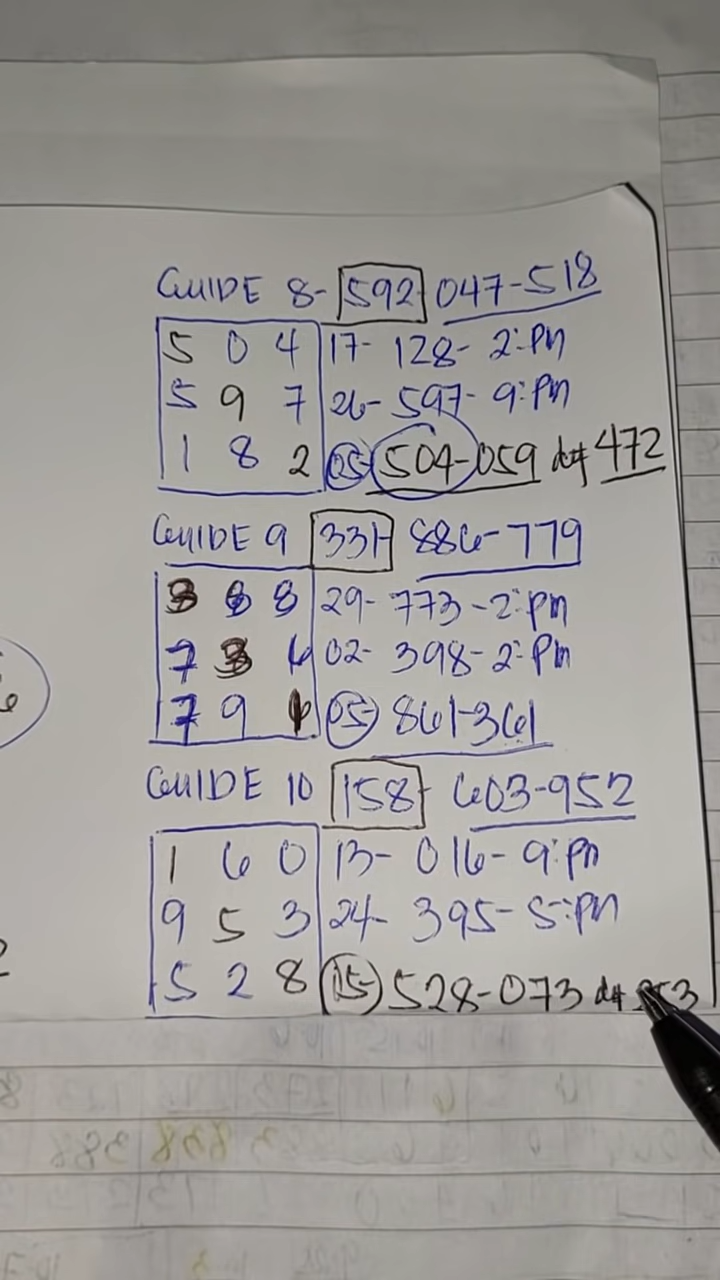 GUIDE 8- 592 047-518
5 0 4 17- 128- 2:PM
5 9 7 26- 597- 9:PM
1 8 2 05- 504-059 d# 472
GUIDE 9 331- 886-779
3 8 8 29- 773-2:PM
7 3 6 02- 398-2:PM
7 9 1 05- 861-361
GUIDE 10 158- 603-952
1 6 0 13- 016- 9:PM
9 5 3 24- 395- 5:PM
5 2 8 05- 528-073 d#